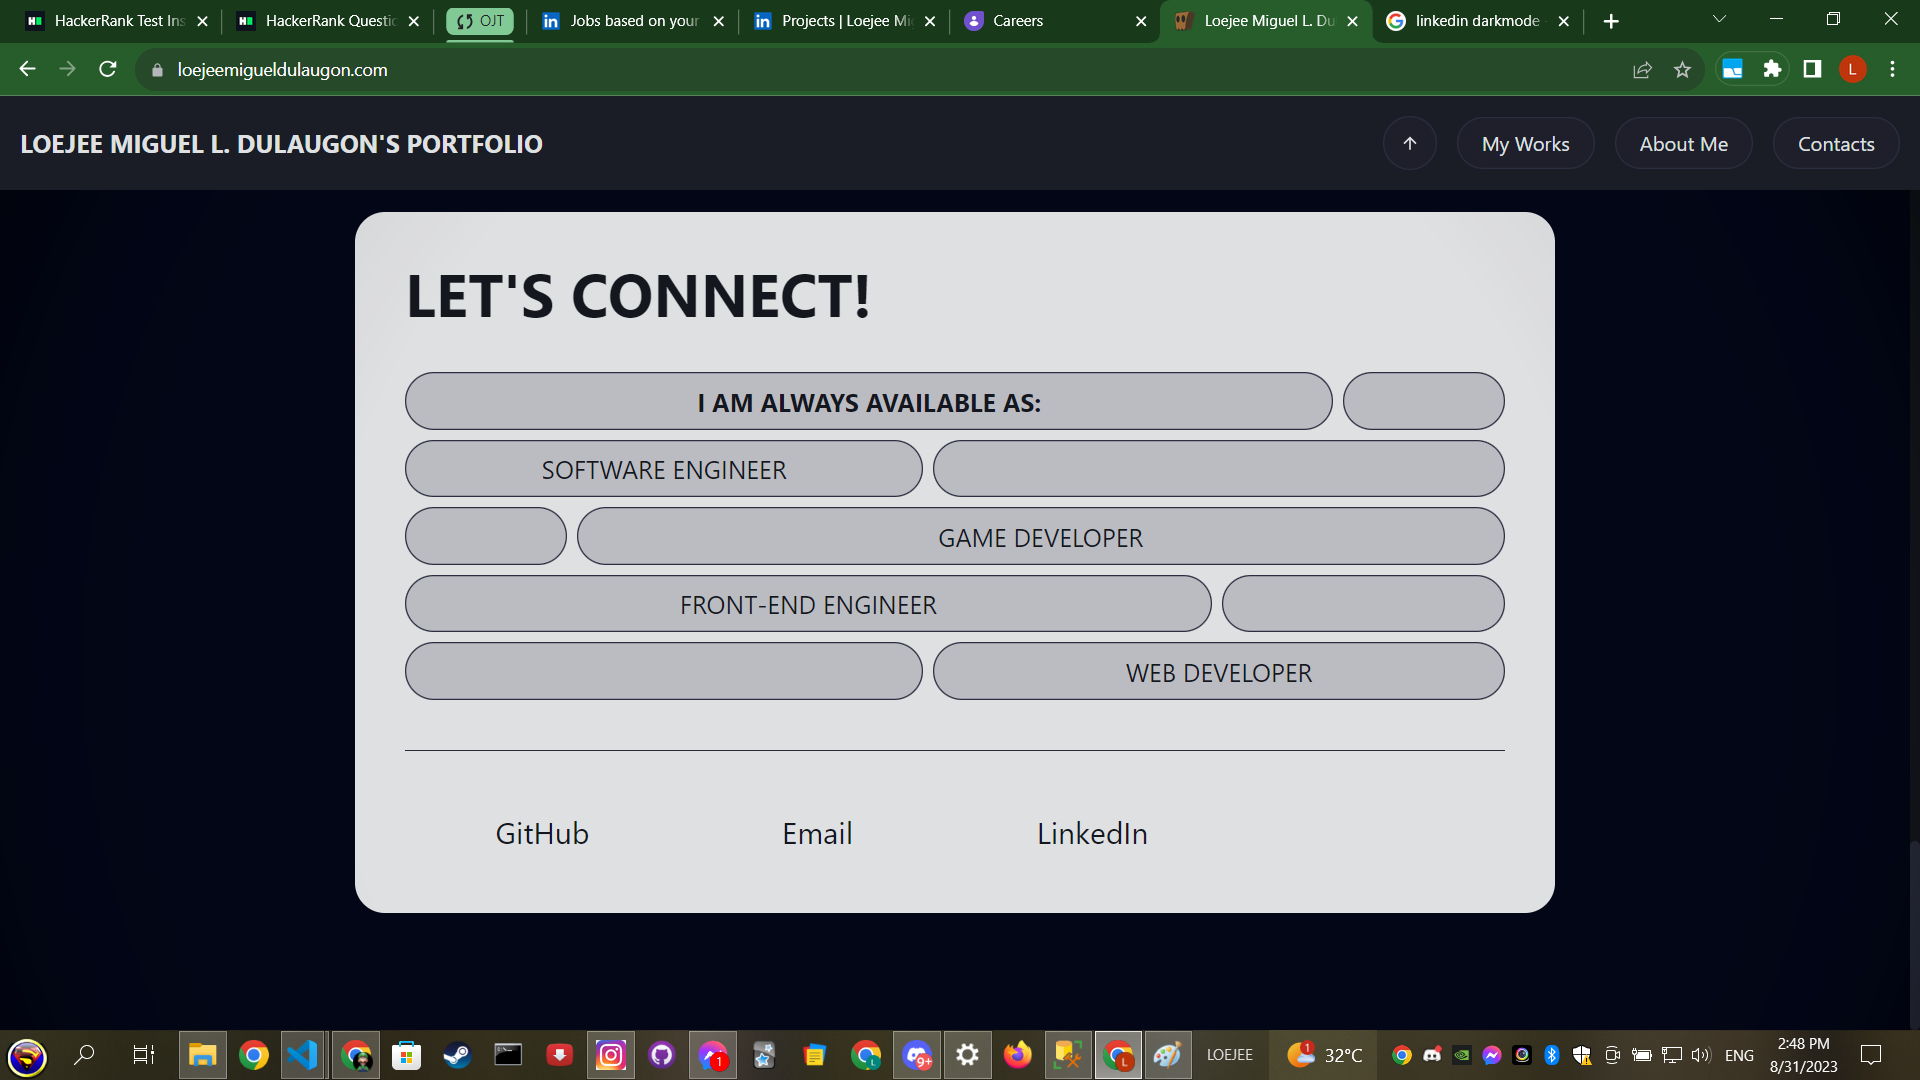 HackerRank Test Ins
HackerRank Questic
OJT
Jobs based on your
Projects | Loejee Mi
Careers
Loejee Miguel L. Du
linkedin darkmode
loejeemigueldulaugon.com
L
LOEJEE MIGUEL L. DULAUGON'S PORTFOLIO
My Works
About Me
Contacts
LET'S CONNECT!
I AM ALWAYS AVAILABLE AS:
SOFTWARE ENGINEER
GAME DEVELOPER
FRONT-END ENGINEER
WEB DEVELOPER
GitHub
Email
LinkedIn
1
9+
L
LOEJEE
1
32°C
ENG
2:48 PM
8/31/2023